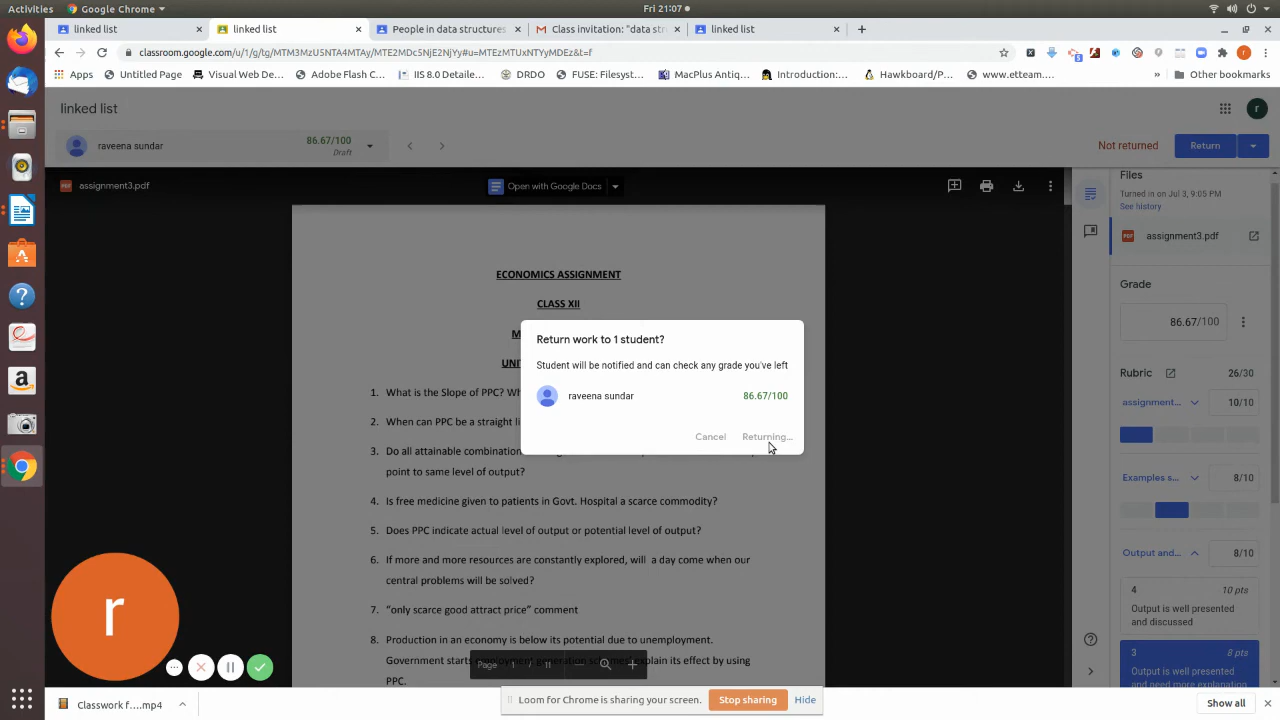 Activities
Google Chrome
Fri 21:07
linked list
linked list
People in data structures
Class invitation: "data str
linked list
classroom.google.com/u/1/g/tg/MTM3MzU5NTA4MTAy/MTE2MDc5NjE2NjYy#u=MTEzMTUxNTYyMDEz&t=f
Apps
Untitled Page
Visual Web De...
Adobe Flash C...
IIS 8.0 Detaile...
DRDO
FUSE: Filesyst...
MacPlus Antiq...
Introduction:...
Hawkboard/P...
www.etteam.c...
Other bookmarks
linked list
r
raveena sundar
86.67/100
Draft
Not returned
Return
assignment3.pdf
Open with Google Docs
Files
Turned in on Jul 3, 9:05 PM
See history
PDF assignment3.pdf
Grade
86.67/100
Rubric
26/30
assignment...
10/10
Examples s...
8/10
Output and...
8/10
4
10 pts
Output is well presented
and discussed
3
8 pts
Output is well presented
and need more explaination
ECONOMICS ASSIGNMENT
CLASS XII
M
UNI
1. What is the Slope of PPC? Wh
2. When can PPC be a straight li
3. Do all attainable combination
point to same level of output?
4. Is free medicine given to patients in Govt. Hospital a scarce commodity?
5. Does PPC indicate actual level of output or potential level of output?
6. If more and more resources are constantly explored, will a day come when our
central problems will be solved?
7. "only scarce good attract price" comment
8. Production in an economy is below its potential due to unemployment.
Government starts employment generation schemes explain its effect by using
PPC.
Return work to 1 student?
Student will be notified and can check any grade you've left
raveena sundar
86.67/100
Cancel
Returning...
Page
11
r
Loom for Chrome is sharing your screen.
Stop sharing
Hide
Classwork f....mp4
Show all